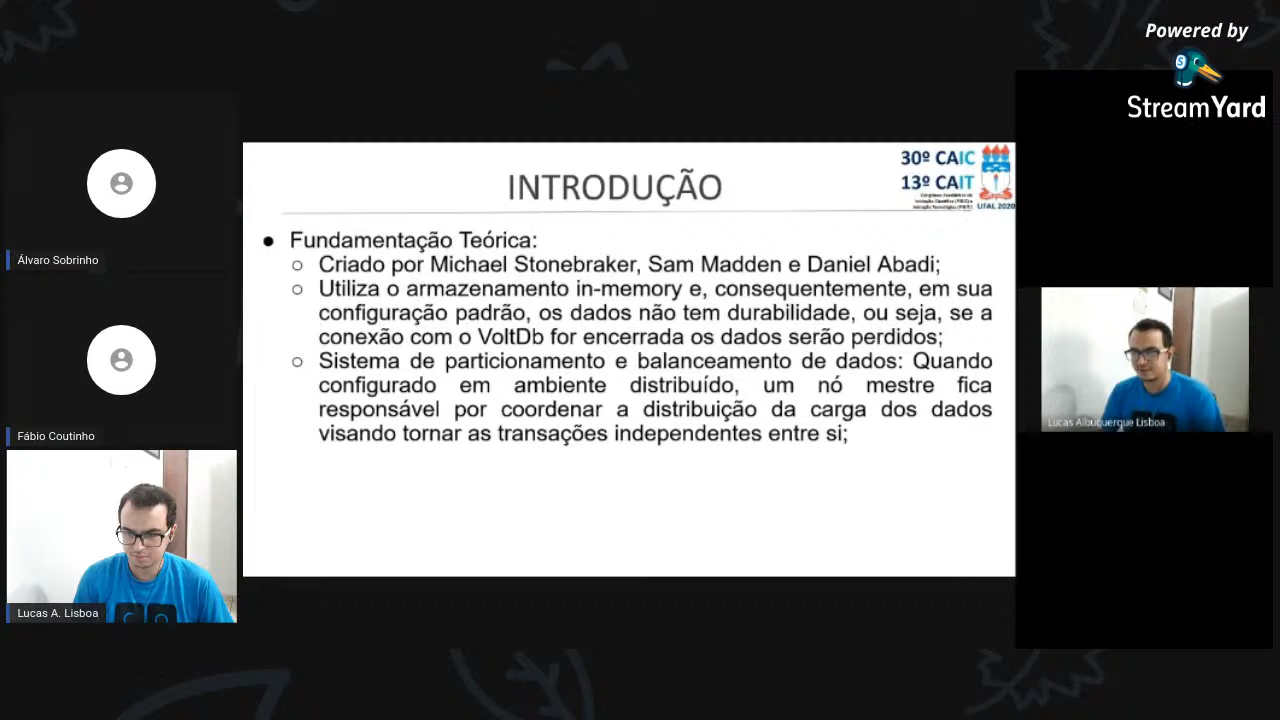 Powered by
StreamYard
30º CAIC
13º CAIT
UFAL 2020
INTRODUÇÃO
● Fundamentação Teórica:
○ Criado por Michael Stonebraker, Sam Madden e Daniel Abadi;
○ Utiliza o armazenamento in-memory e, consequentemente, em sua
configuração padrão, os dados não tem durabilidade, ou seja, se a
conexão com o VoltDb for encerrada os dados serão perdidos;
○ Sistema de particionamento e balanceamento de dados: Quando
configurado em ambiente distribuído, um nó mestre fica
responsável por coordenar a distribuição da carga dos dados
visando tornar as transações independentes entre si;
Álvaro Sobrinho
Fábio Coutinho
Lucas A. Lisboa
Lucas Albuquerque Lisboa